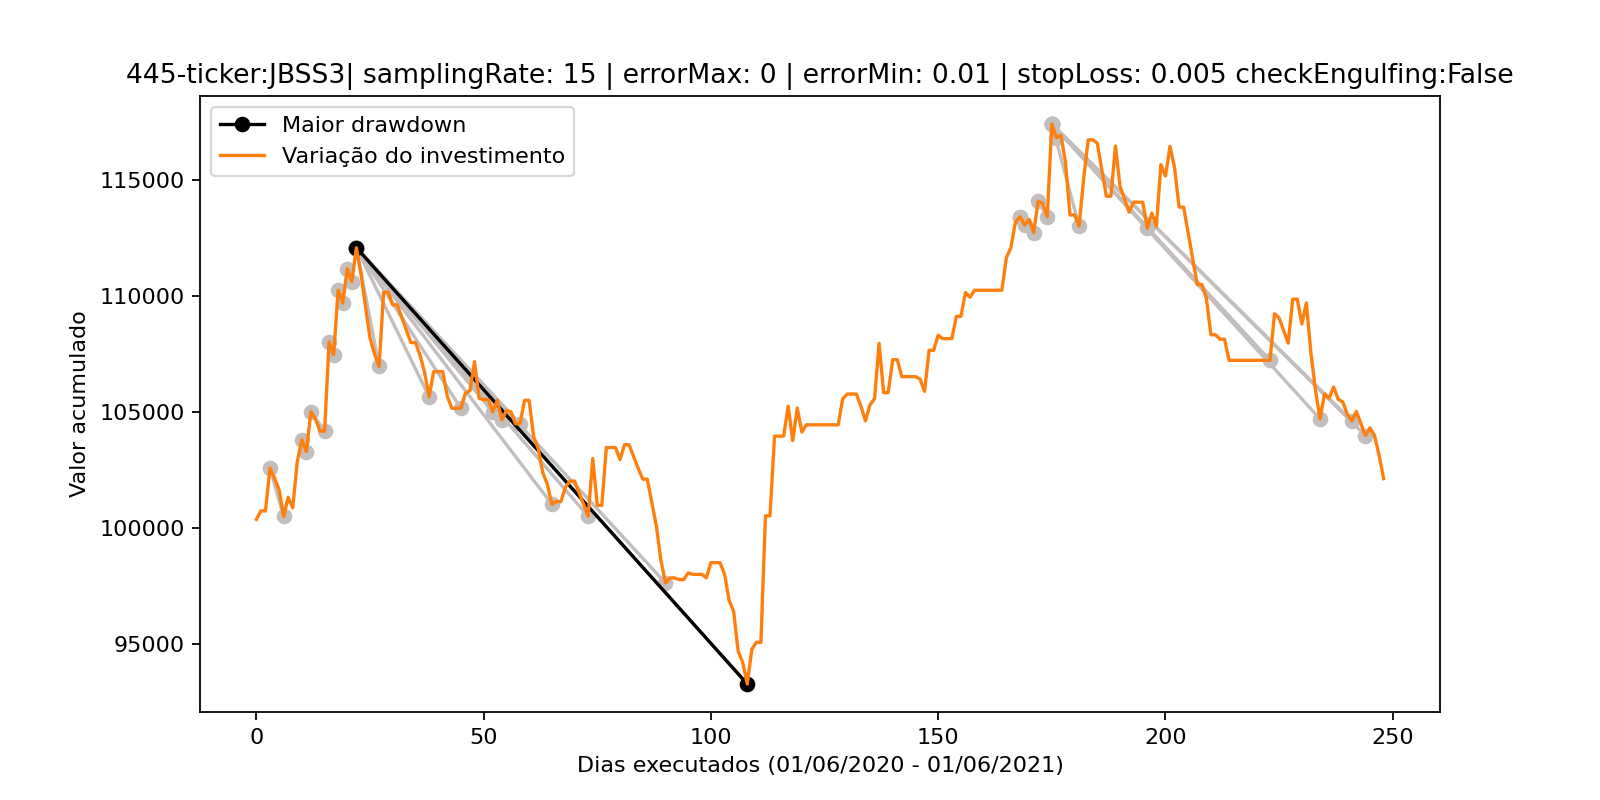 445-ticker:JBSS3| samplingRate: 15 | errorMax: 0 | errorMin: 0.01 | stopLoss: 0.005 checkEngulfing:False
Maior drawdown
Variação do investimento
Valor acumulado
115000
110000
105000
100000
95000
0 50 100 150 200 250
Dias executados (01/06/2020 - 01/06/2021)